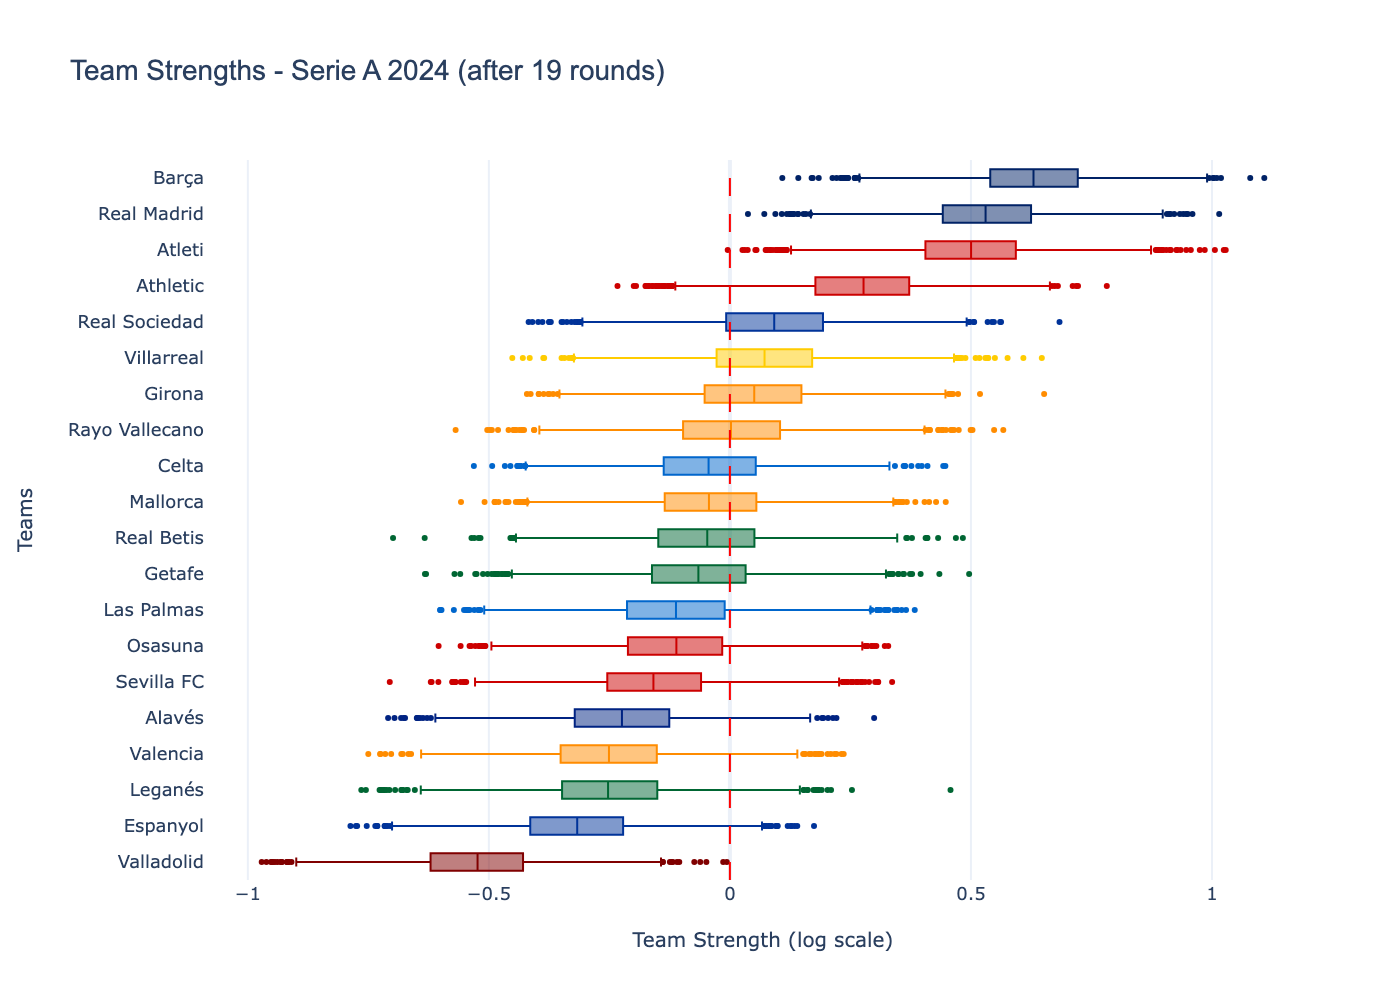 Team Strengths - Serie A 2024 (after 19 rounds)
Barça
Real Madrid
Atleti
Athletic
Real Sociedad
Villarreal
Girona
Rayo Vallecano
Celta
Mallorca
Real Betis
Getafe
Las Palmas
Osasuna
Sevilla FC
Alavés
Valencia
Leganés
Espanyol
Valladolid
Teams
−1 −0.5 0 0.5 1
Team Strength (log scale)